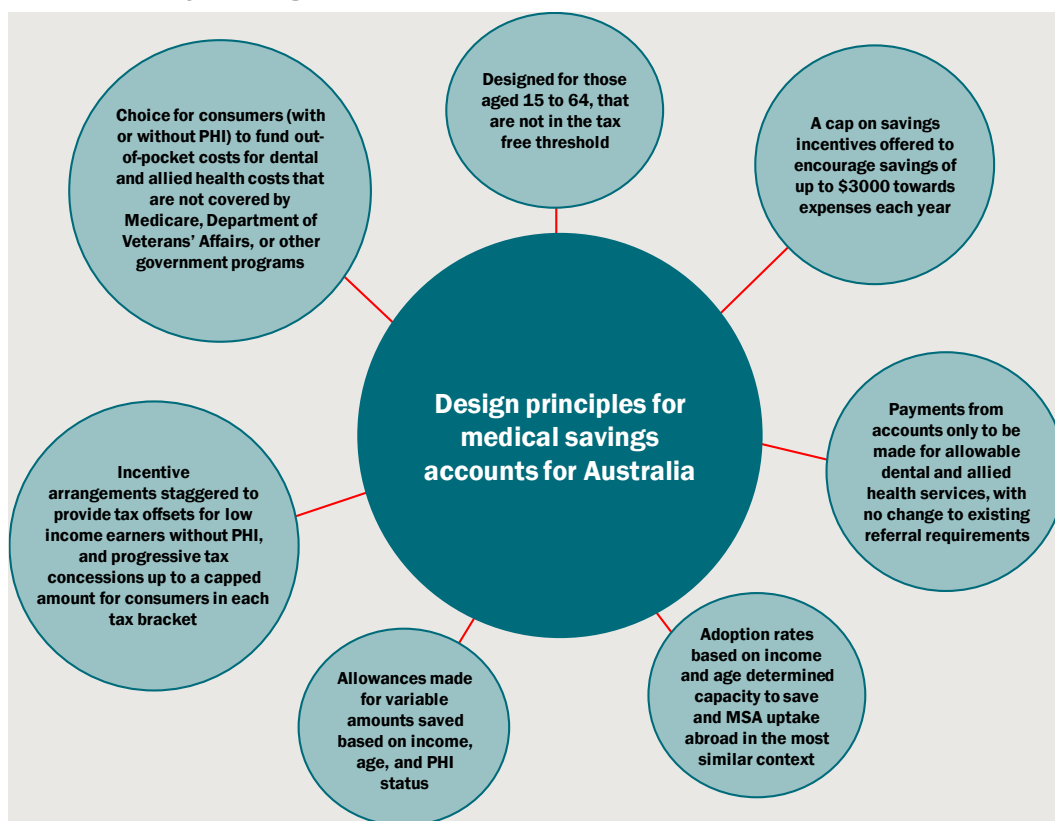 Design principles for
medical savings
accounts for Australia
Designed for those
aged 15 to 64, that
are not in the tax
free threshold
A cap on savings
incentives offered to
encourage savings of
up to $3000 towards
expenses each year
Payments from
accounts only to be
made for allowable
dental and allied
health services, with
no change to existing
referral requirements
Adoption rates
based on income
and age determined
capacity to save
and MSA uptake
abroad in the most
similar context
Allowances made
for variable
amounts saved
based on income,
age, and PHI
status
Incentive
arrangements staggered to
provide tax offsets for low
income earners without PHI,
and progressive tax
concessions up to a capped
amount for consumers in each
tax bracket
Choice for consumers (with
or without PHI) to fund out-
of-pocket costs for dental
and allied health costs that
are not covered by
Medicare, Department of
Veterans’ Affairs, or other
government programs